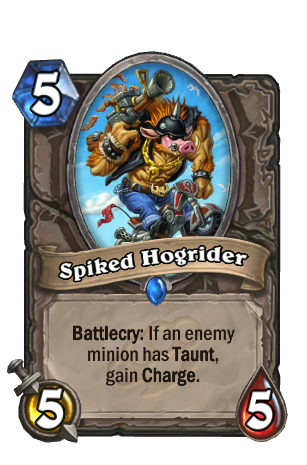 5
Spiked Hogrider
Battlecry: If an enemy
minion has Taunt,
gain Charge.
5
5